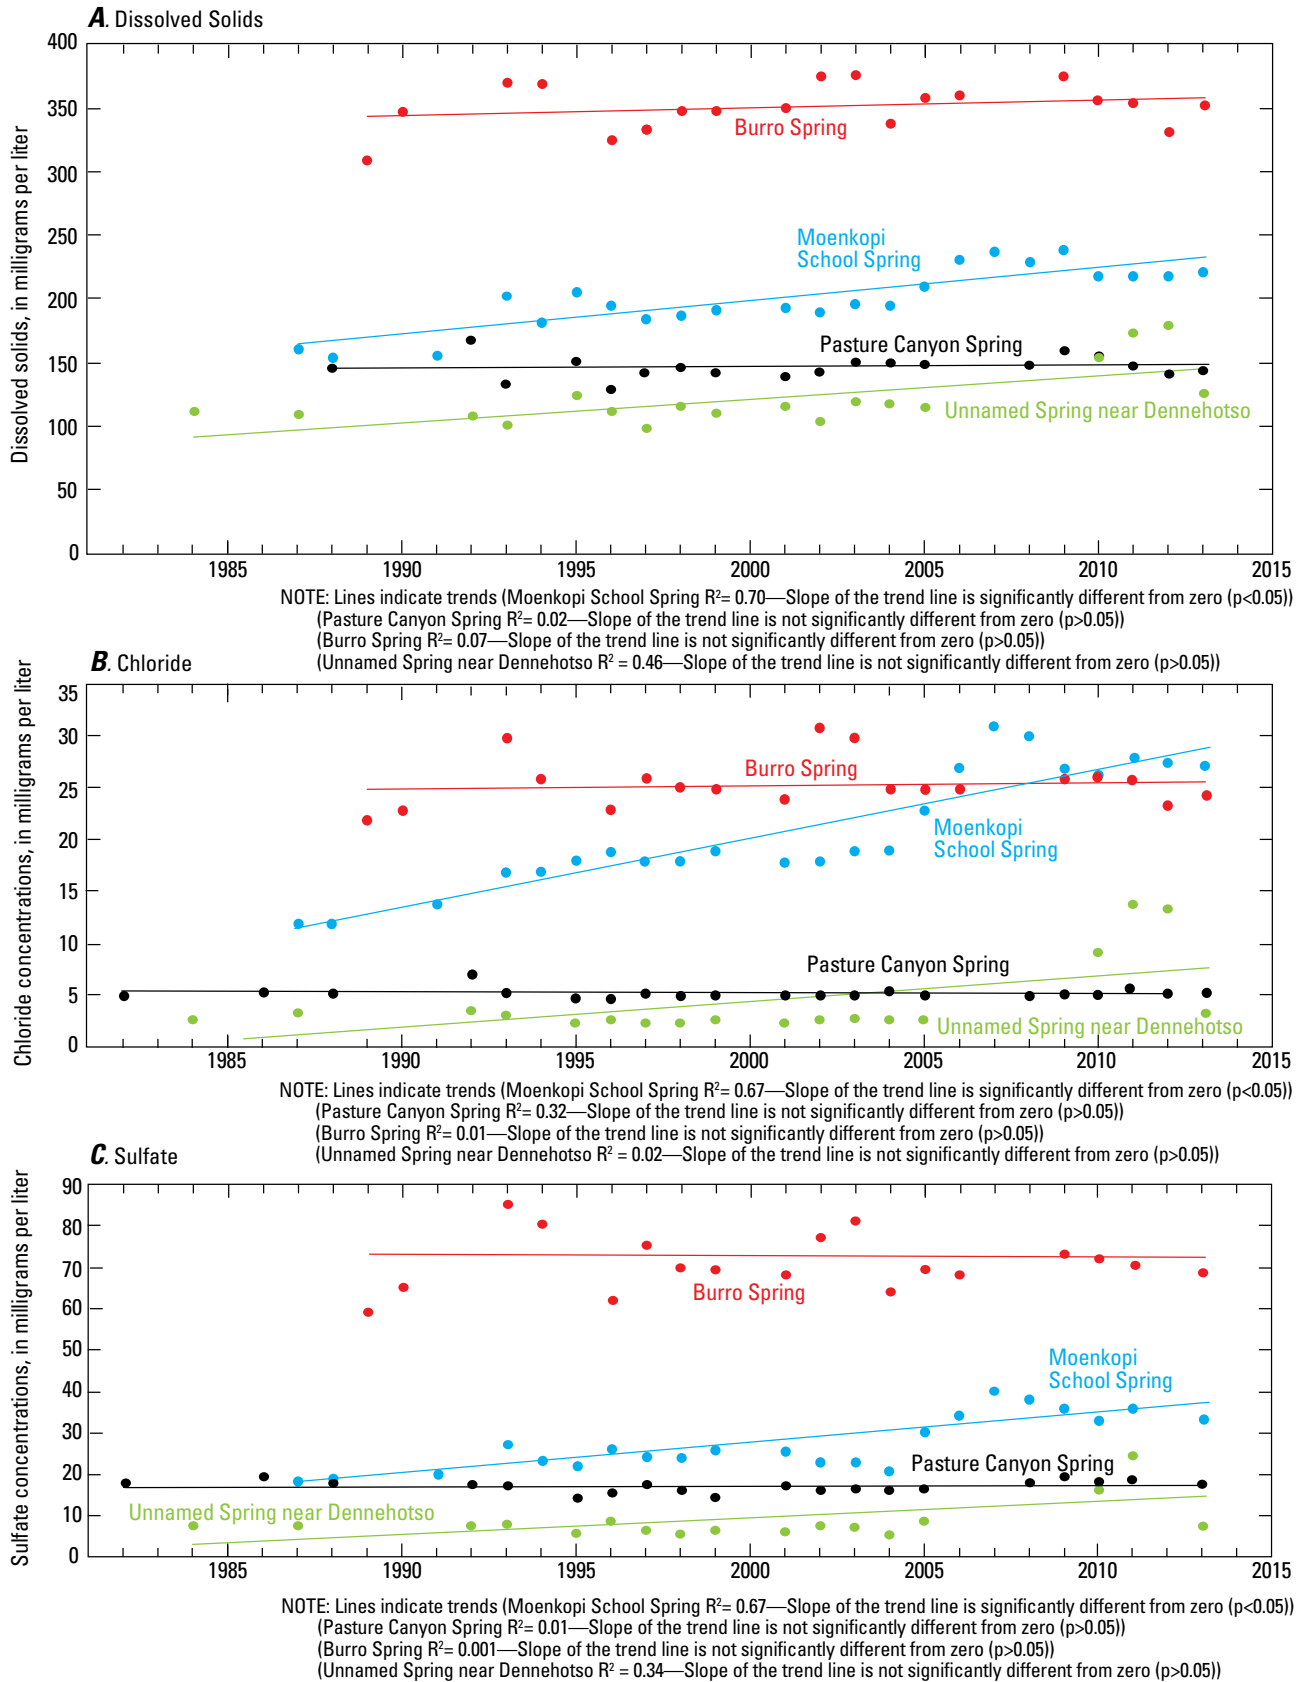 A. Dissolved Solids
Dissolved solids, in milligrams per liter
400
350
300
250
200
150
100
50
0
Burro Spring
Moenkopi
School Spring
Pasture Canyon Spring
Unnamed Spring near Dennehotso
1985 1990 1995 2000 2005 2010 2015
NOTE: Lines indicate trends (Moenkopi School Spring R²= 0.70—Slope of the trend line is significantly different from zero (p<0.05))
(Pasture Canyon Spring R²= 0.02—Slope of the trend line is not significantly different from zero (p>0.05))
(Burro Spring R²= 0.07—Slope of the trend line is not significantly different from zero (p>0.05))
(Unnamed Spring near Dennehotso R² = 0.46—Slope of the trend line is not significantly different from zero (p>0.05))
B. Chloride
Chloride concentrations, in milligrams per liter
35
30
25
20
15
10
5
0
Burro Spring
Moenkopi
School Spring
Pasture Canyon Spring
Unnamed Spring near Dennehotso
1985 1990 1995 2000 2005 2010 2015
NOTE: Lines indicate trends (Moenkopi School Spring R²= 0.67—Slope of the trend line is significantly different from zero (p<0.05))
(Pasture Canyon Spring R²= 0.32—Slope of the trend line is not significantly different from zero (p>0.05))
(Burro Spring R²= 0.01—Slope of the trend line is not significantly different from zero (p>0.05))
(Unnamed Spring near Dennehotso R² = 0.02—Slope of the trend line is not significantly different from zero (p>0.05))
C. Sulfate
Sulfate concentrations, in milligrams per liter
90
80
70
60
50
40
30
20
10
0
Burro Spring
Moenkopi
School Spring
Pasture Canyon Spring
Unnamed Spring near Dennehotso
1985 1990 1995 2000 2005 2010 2015
NOTE: Lines indicate trends (Moenkopi School Spring R²= 0.67—Slope of the trend line is significantly different from zero (p<0.05))
(Pasture Canyon Spring R²= 0.01—Slope of the trend line is not significantly different from zero (p>0.05))
(Burro Spring R²= 0.001—Slope of the trend line is not significantly different from zero (p>0.05))
(Unnamed Spring near Dennehotso R² = 0.34—Slope of the trend line is not significantly different from zero (p>0.05))